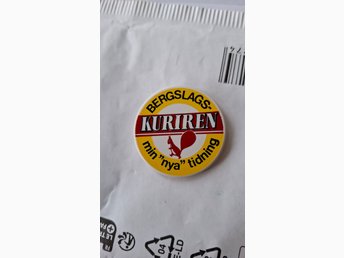 BERGSLAGS-
KURIREN
min "nya" tidning